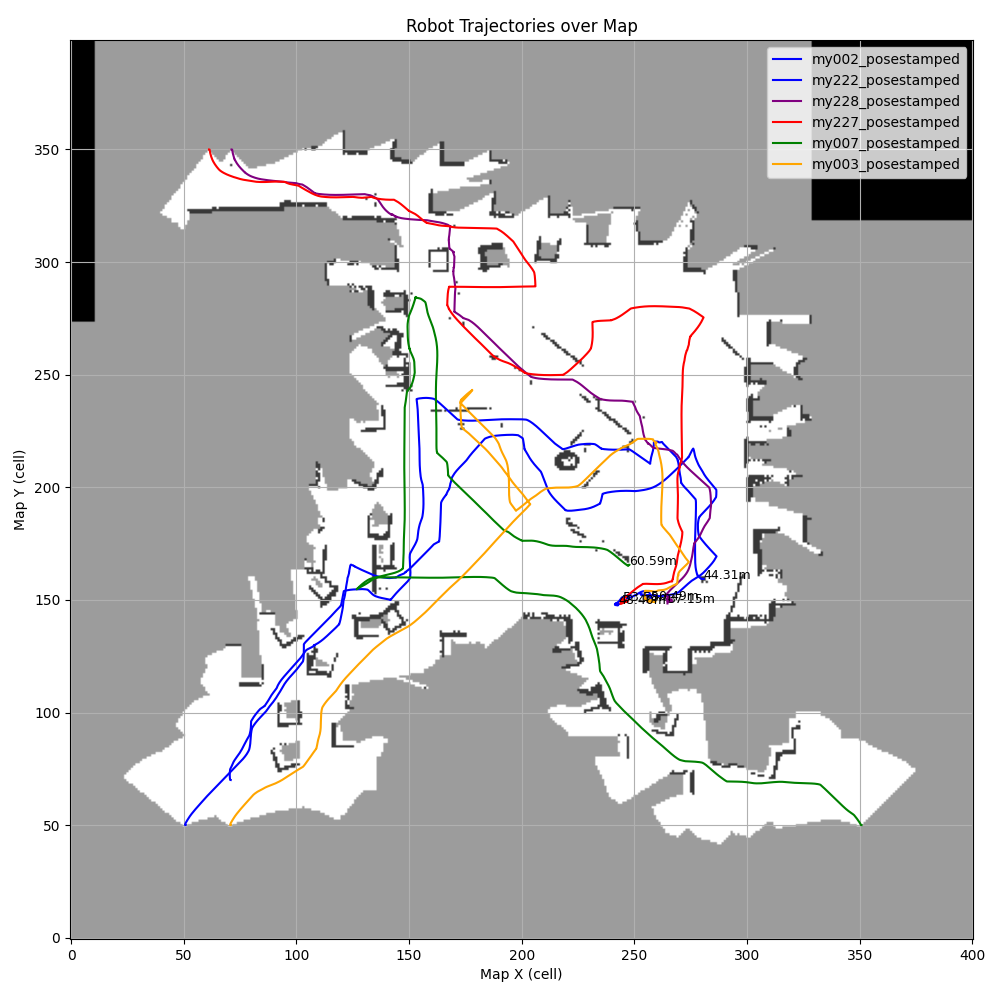 Robot Trajectories over Map
my002_posestamped
my222_posestamped
my228_posestamped
my227_posestamped
my007_posestamped
my003_posestamped
Map Y (cell)
350
300
250
200
150
100
50
0
60.59m
44.31m
0
50
100
150
200
250
300
350
400
Map X (cell)